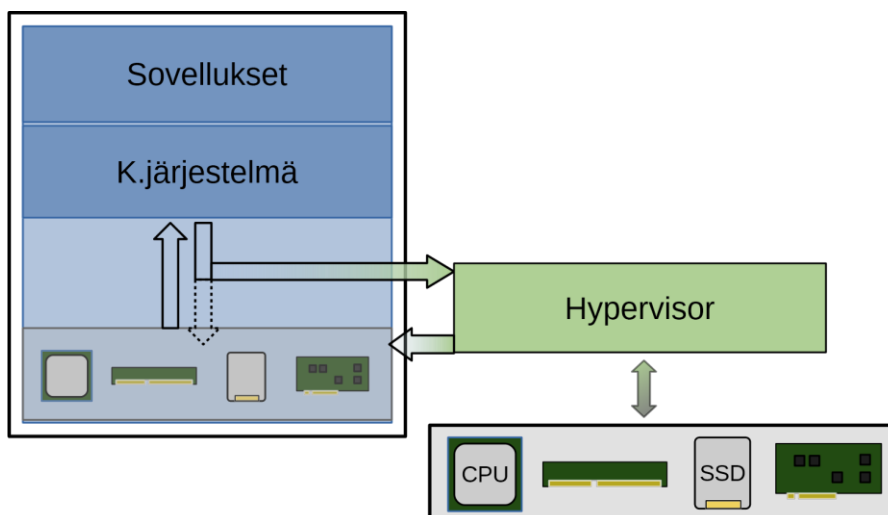 Sovellukset
K.järjestelmä
Hypervisor
CPU
SSD